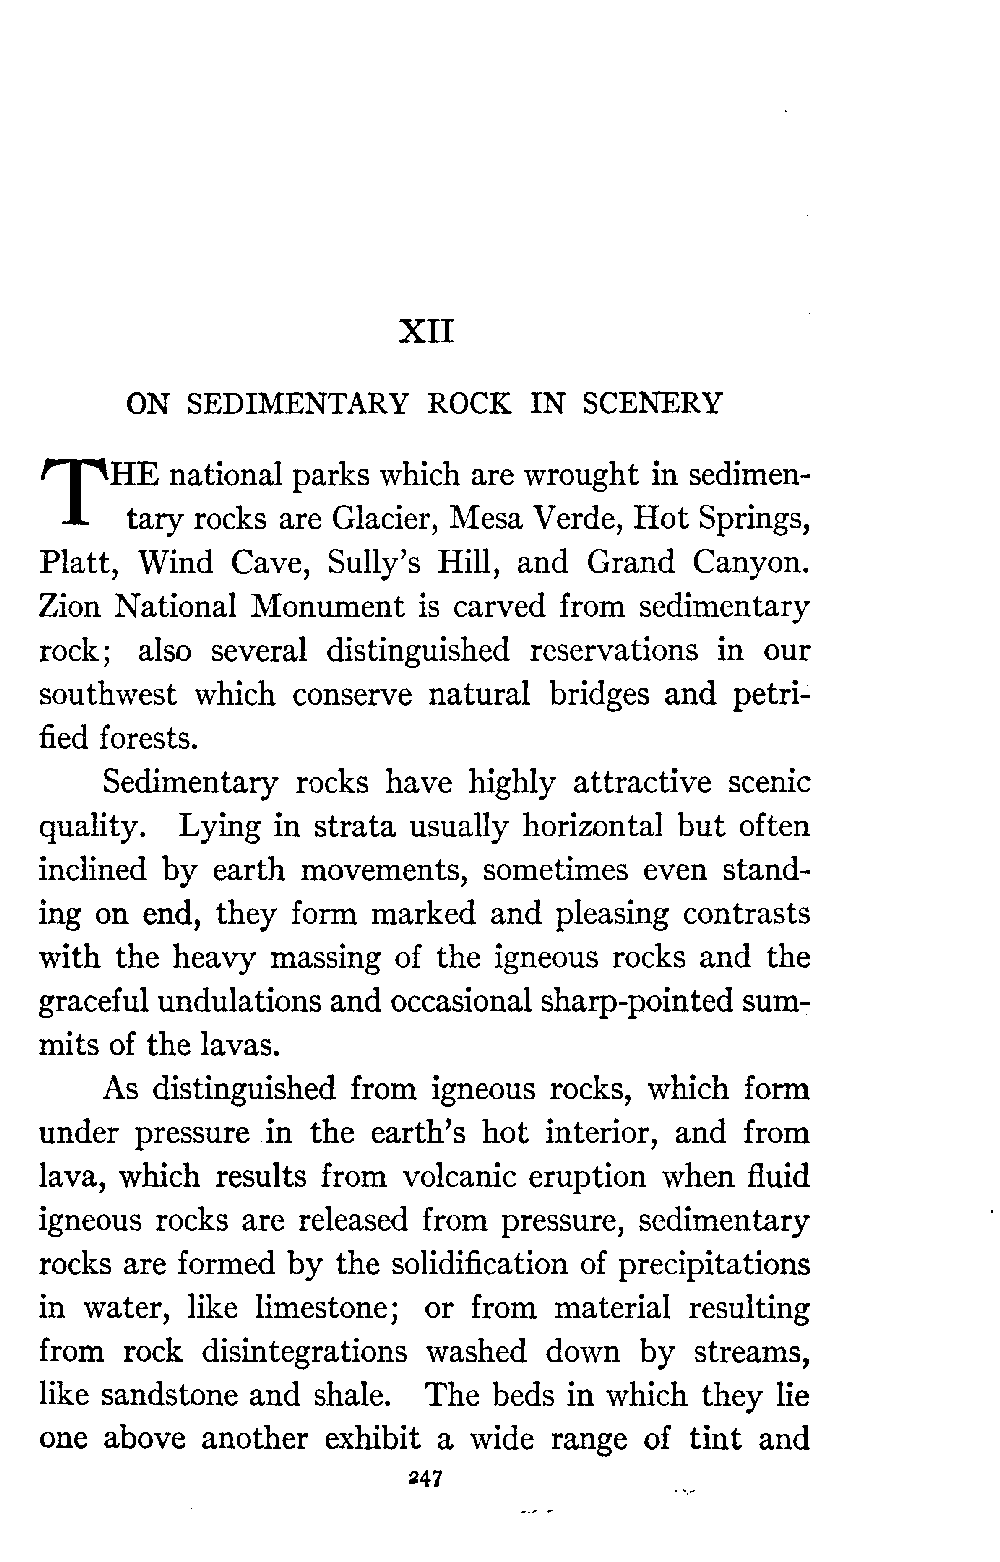 XII
ON SEDIMENTARY ROCK IN SCENERY
THE national parks which are wrought in sedimen-
tary rocks are Glacier, Mesa Verde, Hot Springs,
Platt, Wind Cave, Sully's Hill, and Grand Canyon.
Zion National Monument is carved from sedimentary
rock; also several distinguished reservations in our
southwest which conserve natural bridges and petri-
fied forests.
Sedimentary rocks have highly attractive scenic
quality. Lying in strata usually horizontal but often
inclined by earth movements, sometimes even stand-
ing on end, they form marked and pleasing contrasts
with the heavy massing of the igneous rocks and the
graceful undulations and occasional sharp-pointed sum-
mits of the lavas.
As distinguished from igneous rocks, which form
under pressure in the earth's hot interior, and from
lava, which results from volcanic eruption when fluid
igneous rocks are released from pressure, sedimentary
rocks are formed by the solidification of precipitations
in water, like limestone; or from material resulting
from rock disintegrations washed down by streams,
like sandstone and shale. The beds in which they lie
one above another exhibit a wide range of tint and
247